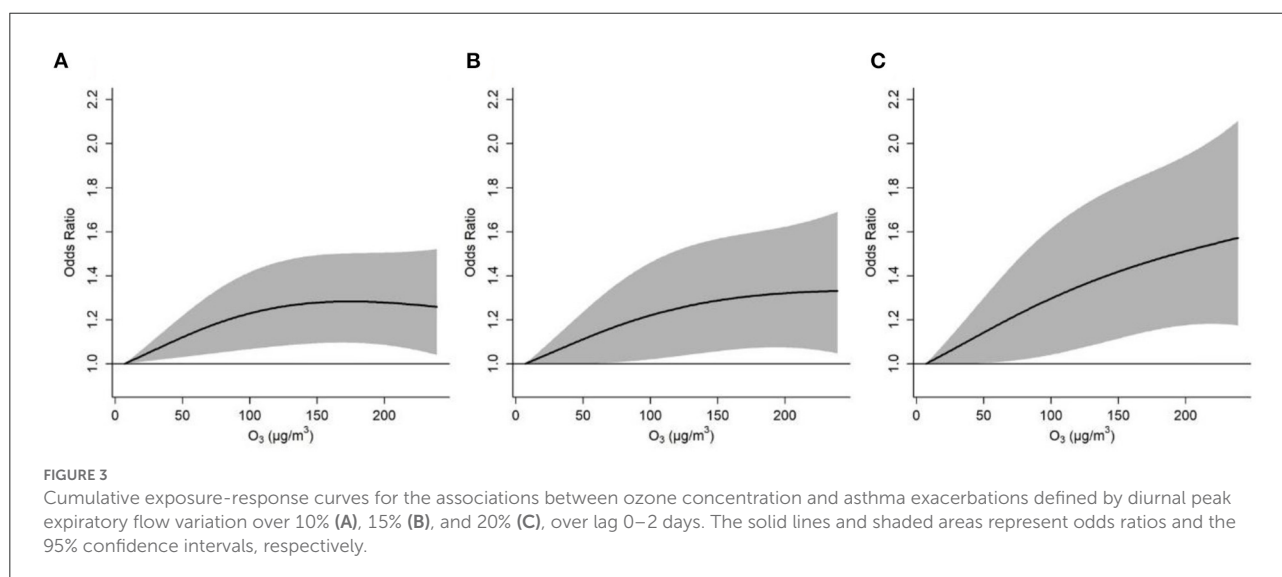 A
B
C
2.2
2.0
1.8
1.6
1.4
1.2
1.0
Odds Ratio
0
50
100
150
200
O₃ (µg/m³)
2.2
2.0
1.8
1.6
1.4
1.2
1.0
Odds Ratio
0
50
100
150
200
O₃ (µg/m³)
2.2
2.0
1.8
1.6
1.4
1.2
1.0
Odds Ratio
0
50
100
150
200
O₃ (µg/m³)
FIGURE 3
Cumulative exposure-response curves for the associations between ozone concentration and asthma exacerbations defined by diurnal peak
expiratory flow variation over 10% (A), 15% (B), and 20% (C), over lag 0–2 days. The solid lines and shaded areas represent odds ratios and the
95% confidence intervals, respectively.